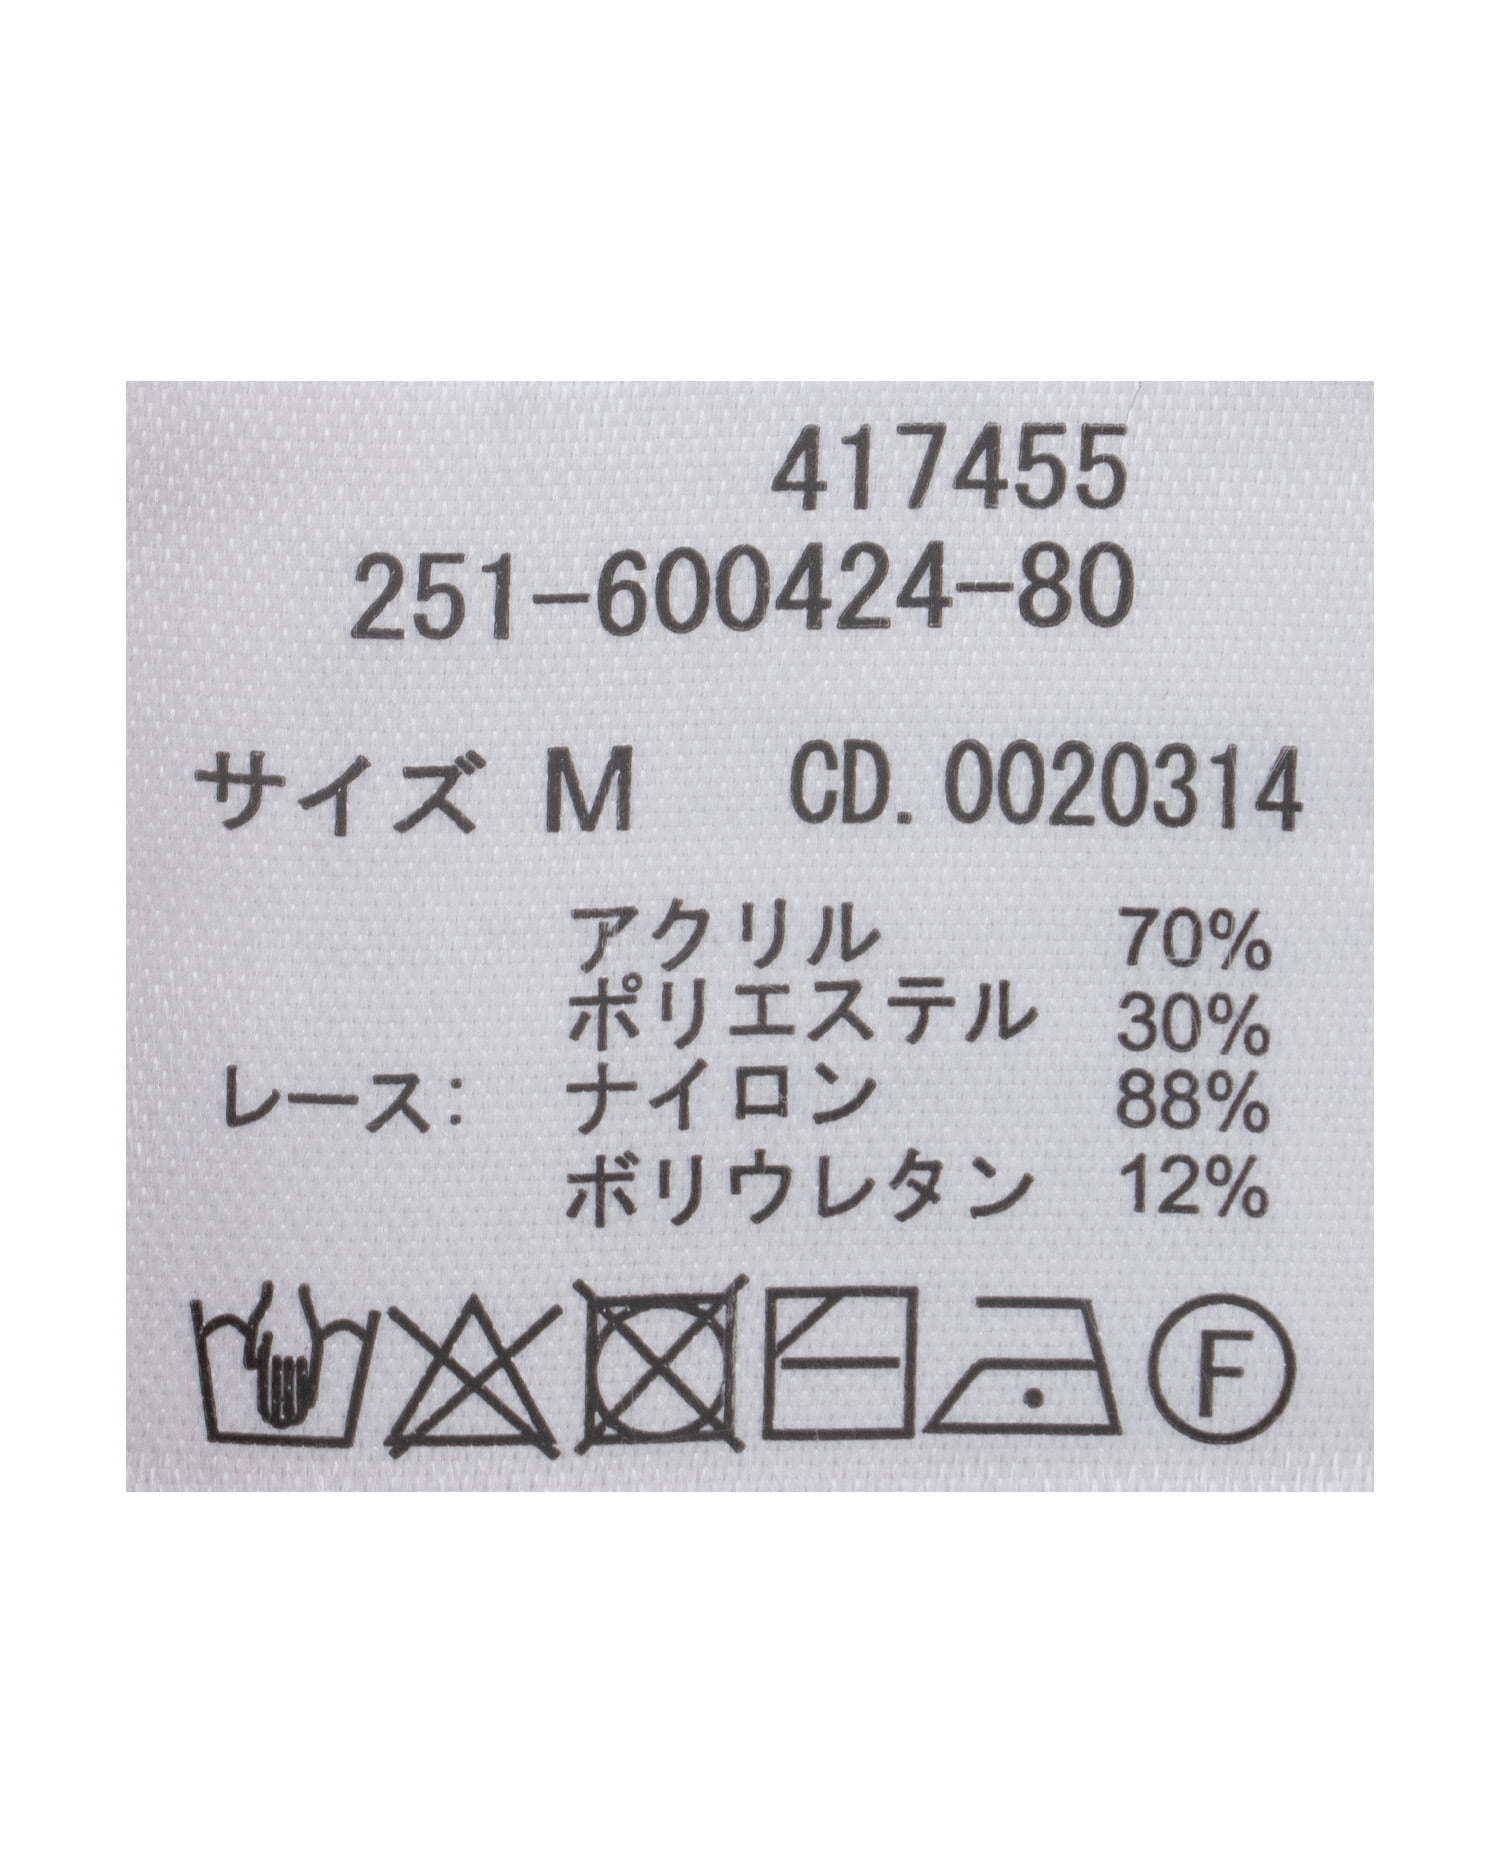 417455
251-600424-80
サイズ M CD.0020314
アクリル 70%
ポリエステル 30%
レース: ナイロン 88%
ポリウレタン 12%
F